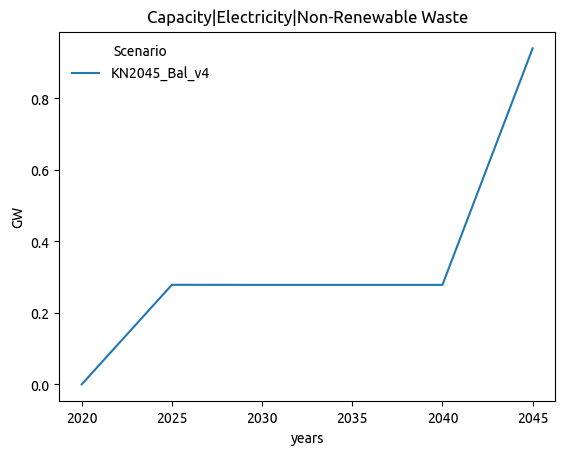 Capacity|Electricity|Non-Renewable Waste
Scenario
KN2045_Bal_v4
GW
0.8
0.6
0.4
0.2
0.0
2020 2025 2030 2035 2040 2045
years